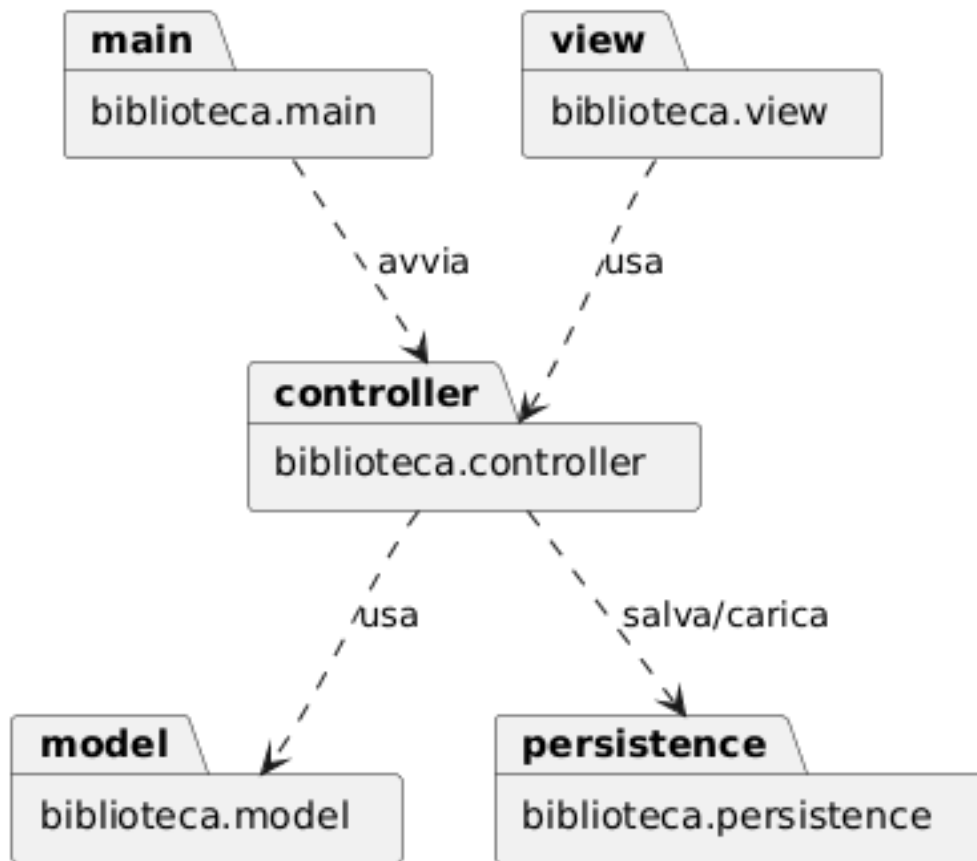 main
biblioteca.main
view
biblioteca.view
avvia
usa
controller
biblioteca.controller
usa
salva/carica
model
biblioteca.model
persistence
biblioteca.persistence